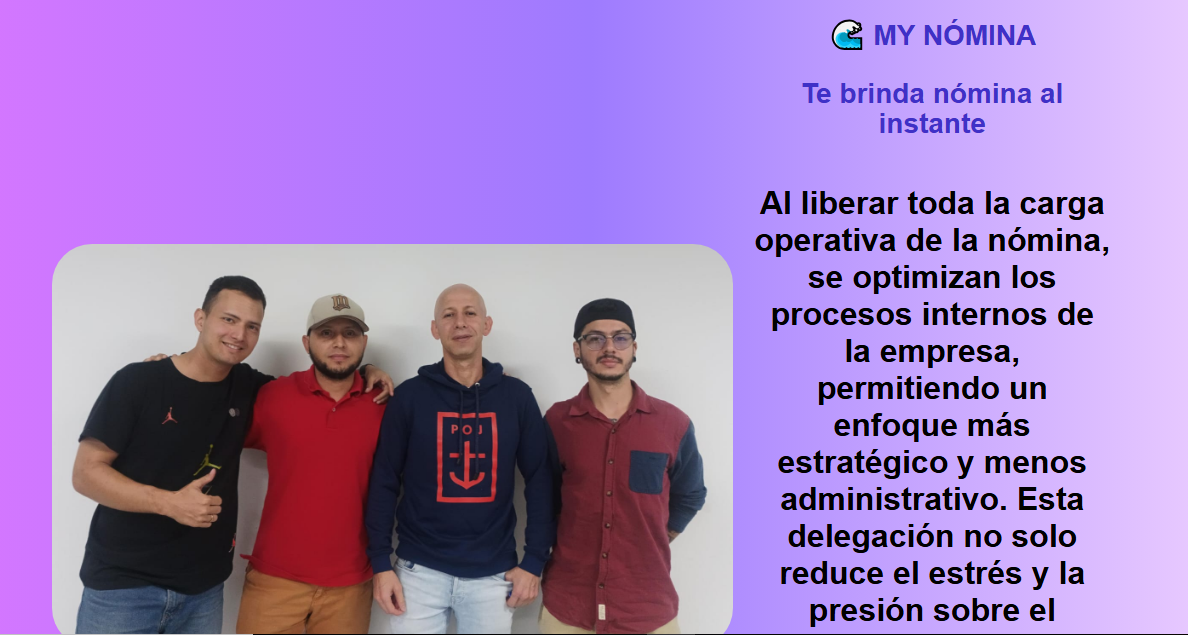 MY NÓMINA
Te brinda nómina al
instante
Al liberar toda la carga
operativa de la nómina,
se optimizan los
procesos internos de
la empresa,
permitiendo un
enfoque más
estratégico y menos
administrativo. Esta
delegación no solo
reduce el estrés y la
presión sobre el
POU